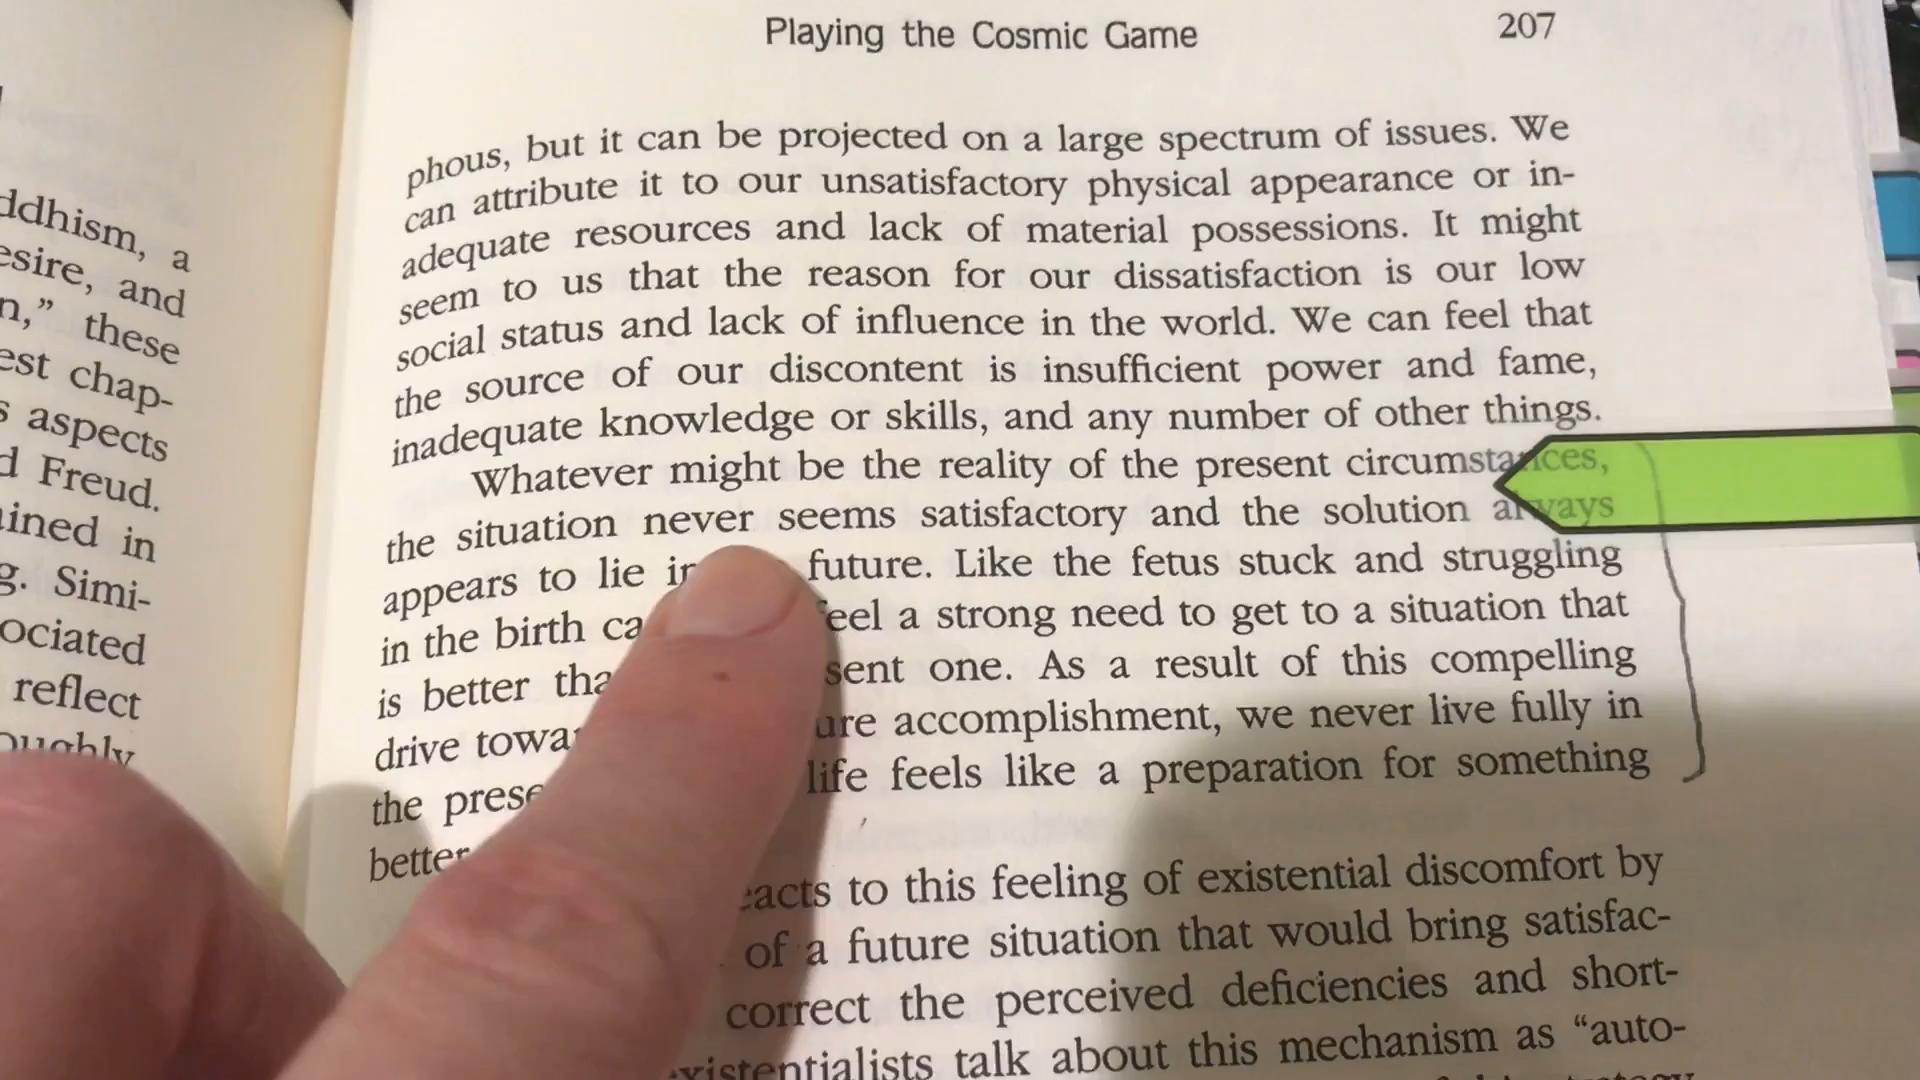 ddhism, a
esire, and
n,” these
est chap-
s aspects
d Freud.
ined in
g. Simi-
ociated
reflect
oughly
Playing the Cosmic Game 207
phous, but it can be projected on a large spectrum of issues. We
can attribute it to our unsatisfactory physical appearance or in-
adequate resources and lack of material possessions. It might
seem to us that the reason for our dissatisfaction is our low
social status and lack of influence in the world. We can feel that
the source of our discontent is insufficient power and fame,
inadequate knowledge or skills, and any number of other things.
Whatever might be the reality of the present circumstances,
the situation never seems satisfactory and the solution always
appears to lie in future. Like the fetus stuck and struggling
in the birth ca feel a strong need to get to a situation that
is better tha sent one. As a result of this compelling
drive towa ure accomplishment, we never live fully in
the prese life feels like a preparation for something
better
eacts to this feeling of existential discomfort by
of a future situation that would bring satisfac-
correct the perceived deficiencies and short-
xistentialists talk about this mechanism as “auto-